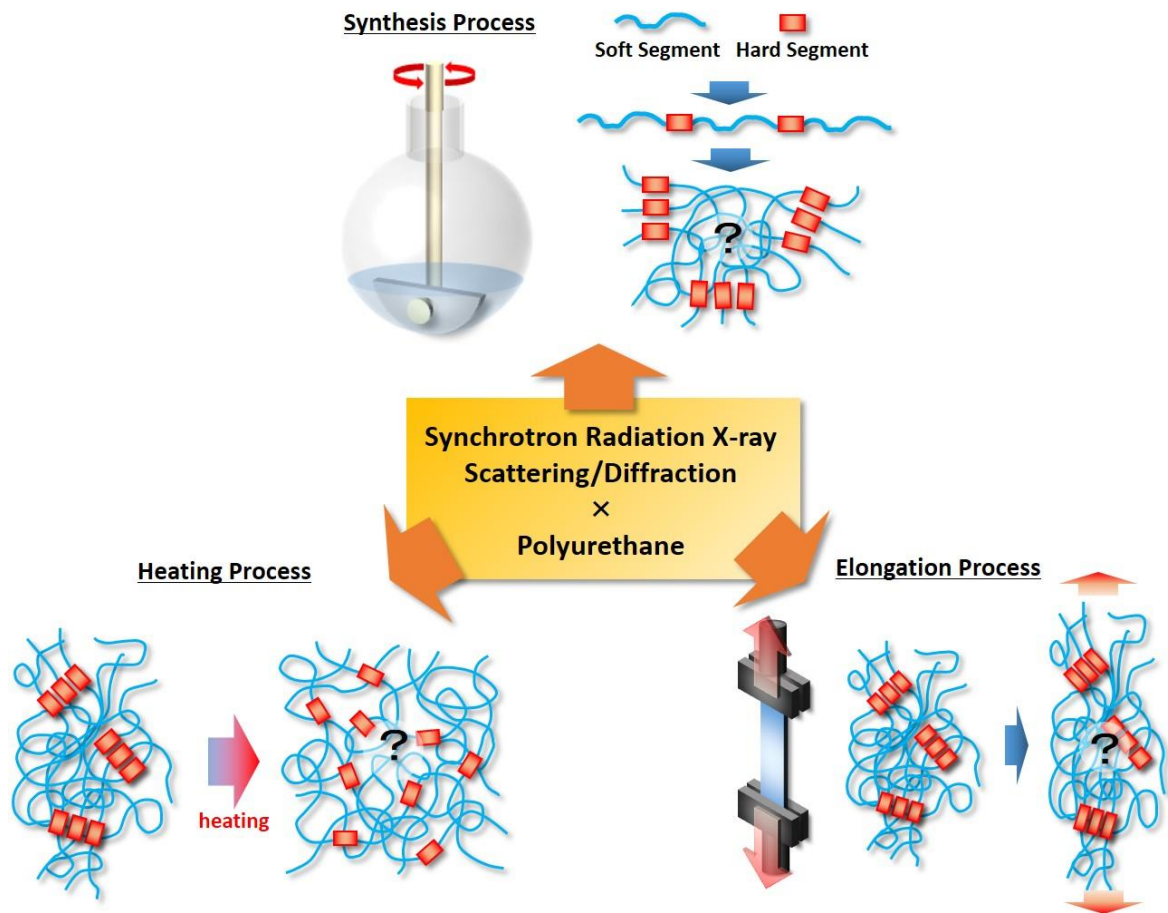 Synthesis Process
Soft Segment
Hard Segment
?
Synchrotron Radiation X-ray
Scattering/Diffraction
×
Polyurethane
Heating Process
heating
?
Elongation Process
?